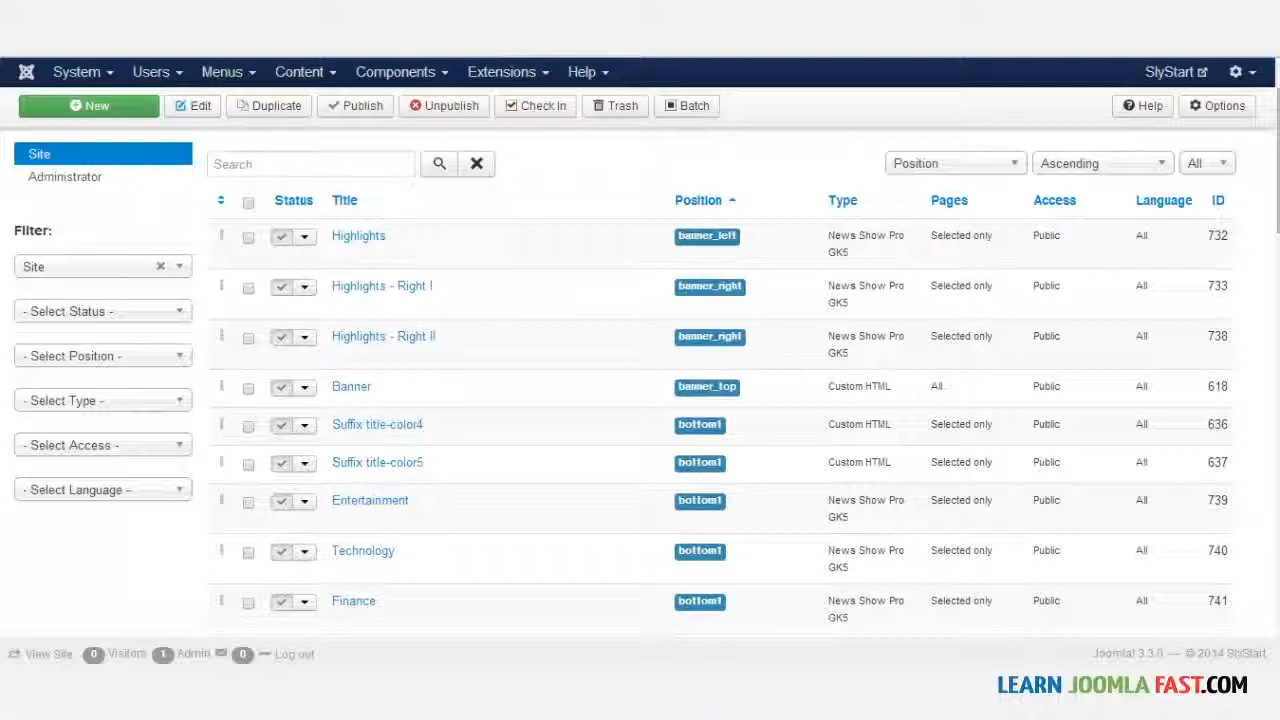 System Users Menus Content Components Extensions Help SlyStart
New Edit Duplicate Publish Unpublish Check In Trash Batch Help Options
Site
Administrator
Filter:
Site
- Select Status -
- Select Position -
- Select Type -
- Select Access -
- Select Language -
Search Position Ascending All
Status Title Position Type Pages Access Language ID
Highlights banner_left News Show Pro Selected only Public All 732
GK5
Highlights - Right I banner_right News Show Pro Selected only Public All 733
GK5
Highlights - Right II banner_right News Show Pro Selected only Public All 738
GK5
Banner banner_top Custom HTML All Public All 618
Suffix title-color4 bottom1 Custom HTML Selected only Public All 636
Suffix title-color5 bottom1 Custom HTML Selected only Public All 637
Entertainment bottom1 News Show Pro Selected only Public All 739
GK5
Technology bottom1 News Show Pro Selected only Public All 740
GK5
Finance bottom1 News Show Pro Selected only Public All 741
GK5
View Site 0 Visitors 1 Admin 0 Log out Joomla! 3.3.0 — © 2014 SlyStart
LEARN JOOMLA FAST.COM